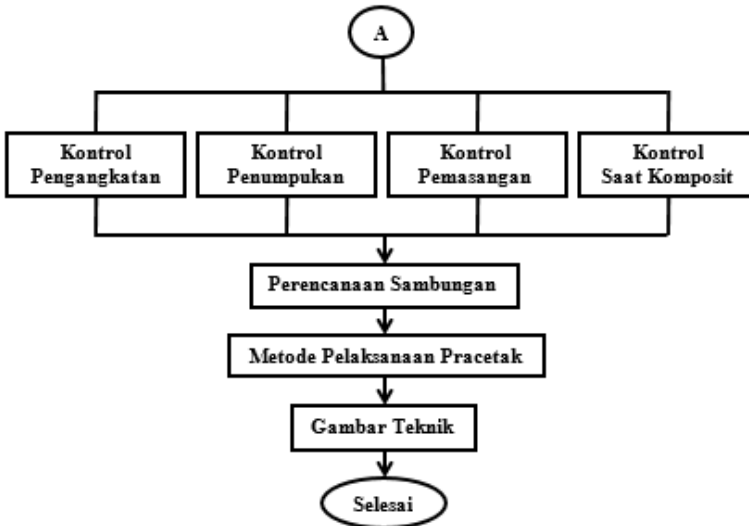 A
Kontrol
Pengangkatan
Kontrol
Penumpukan
Kontrol
Pemasangan
Kontrol
Saat Komposit
Perencanaan Sambungan
Metode Pelaksanaan Pracetak
Gambar Teknik
Selesai